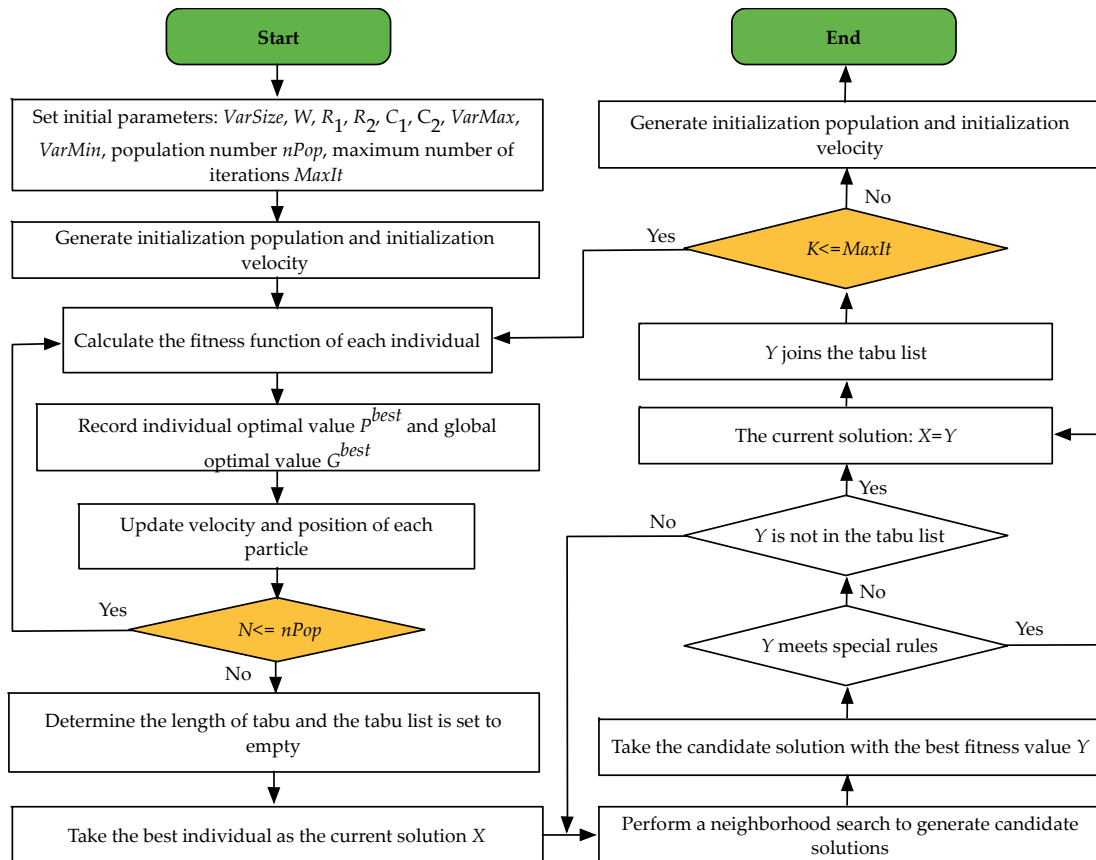 Start
Set initial parameters: VarSize, W, R1, R2, C1, C2, VarMax,
VarMin, population number nPop, maximum number of
iterations MaxIt
Generate initialization population and initialization
velocity
Calculate the fitness function of each individual
Record individual optimal value P^best and global
optimal value G^best
Update velocity and position of each
particle
Yes
N<= nPop
No
Determine the length of tabu and the tabu list is set to
empty
Take the best individual as the current solution X
End
Generate initialization population and initialization
velocity
No
Yes
K<=MaxIt
Y joins the tabu list
The current solution: X=Y
Yes
No
Y is not in the tabu list
No
Yes
Y meets special rules
Take the candidate solution with the best fitness value Y
Perform a neighborhood search to generate candidate
solutions